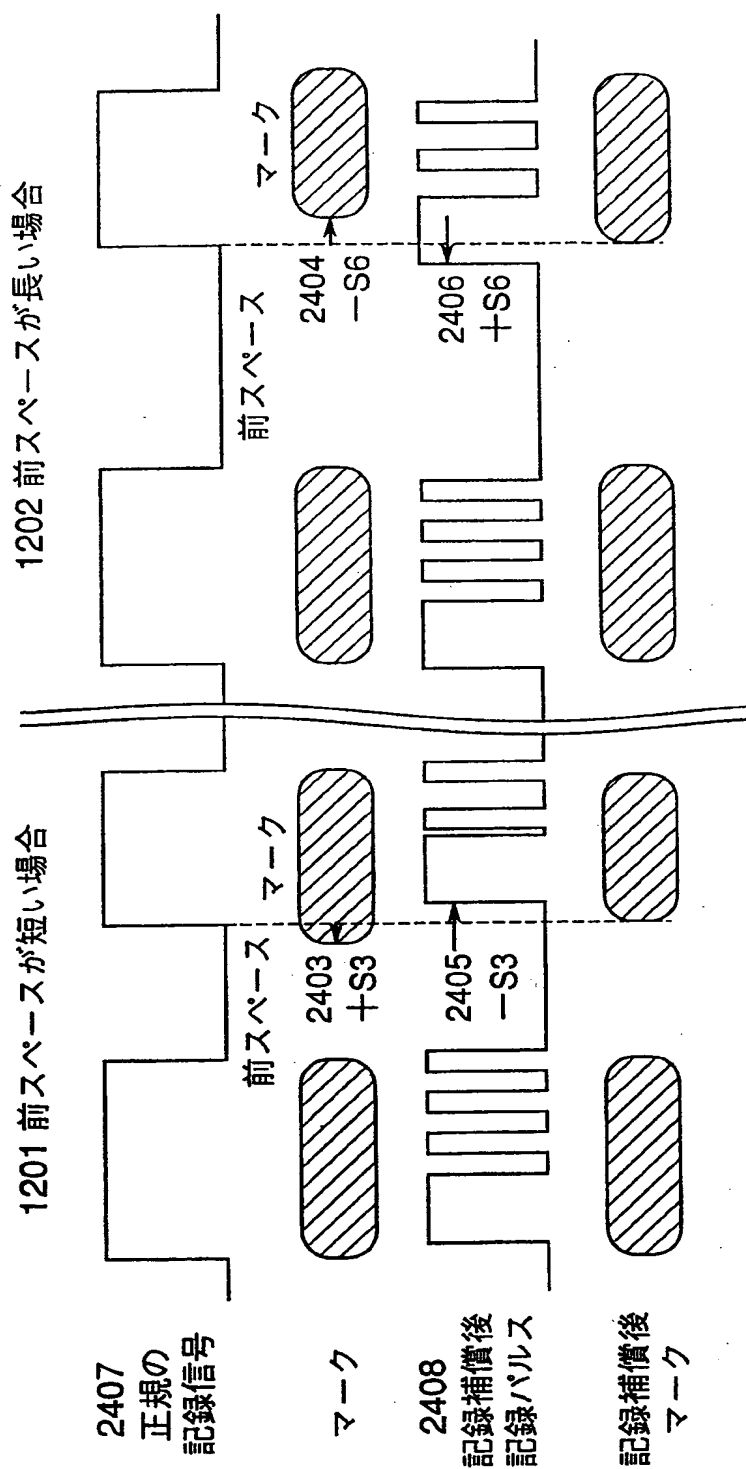 1201 前スペースが短い場合
1202 前スペースが長い場合
2407
正規の
記録信号
前スペース
マーク
前スペース
マーク
マーク
2403
+S3
2404
−S6
2408
記録補償後
記録パルス
2405
−S3
2406
+S6
記録補償後
マーク